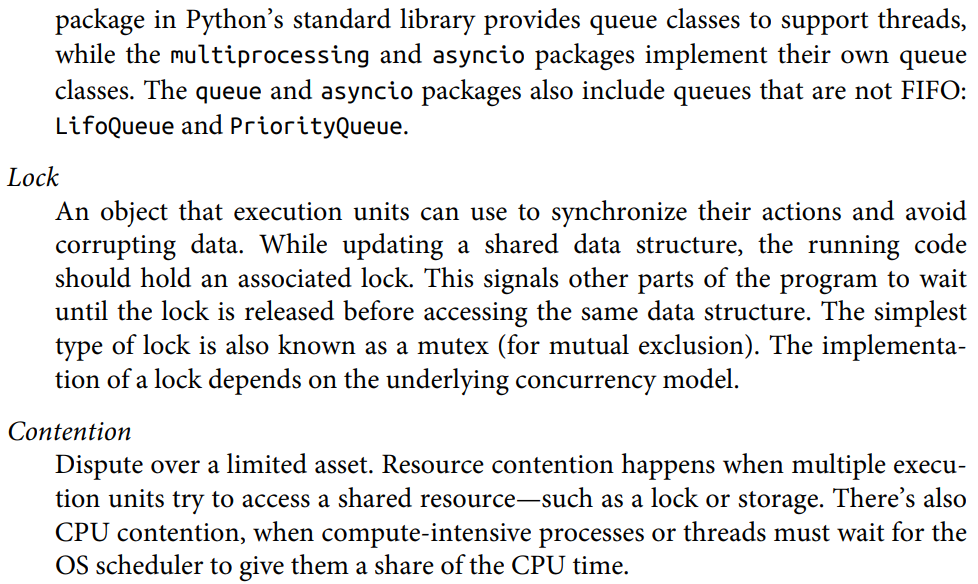 package in Python’s standard library provides queue classes to support threads,
while the multiprocessing and asyncio packages implement their own queue
classes. The queue and asyncio packages also include queues that are not FIFO:
LifoQueue and PriorityQueue.
Lock
An object that execution units can use to synchronize their actions and avoid
corrupting data. While updating a shared data structure, the running code
should hold an associated lock. This signals other parts of the program to wait
until the lock is released before accessing the same data structure. The simplest
type of lock is also known as a mutex (for mutual exclusion). The implementa-
tion of a lock depends on the underlying concurrency model.
Contention
Dispute over a limited asset. Resource contention happens when multiple execu-
tion units try to access a shared resource—such as a lock or storage. There’s also
CPU contention, when compute-intensive processes or threads must wait for the
OS scheduler to give them a share of the CPU time.